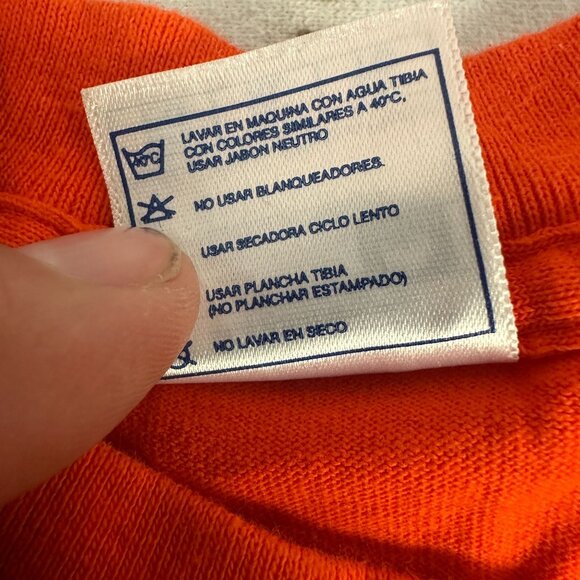 LAVAR EN MAQUINA CON AGUA TIBIA
CON COLORES SIMILARES A 40°C.
USAR JABON NEUTRO
40°C
NO USAR BLANQUEADORES.
USAR SECADORA CICLO LENTO
USAR PLANCHA TIBIA
(NO PLANCHAR ESTAMPADO)
NO LAVAR EN SECO